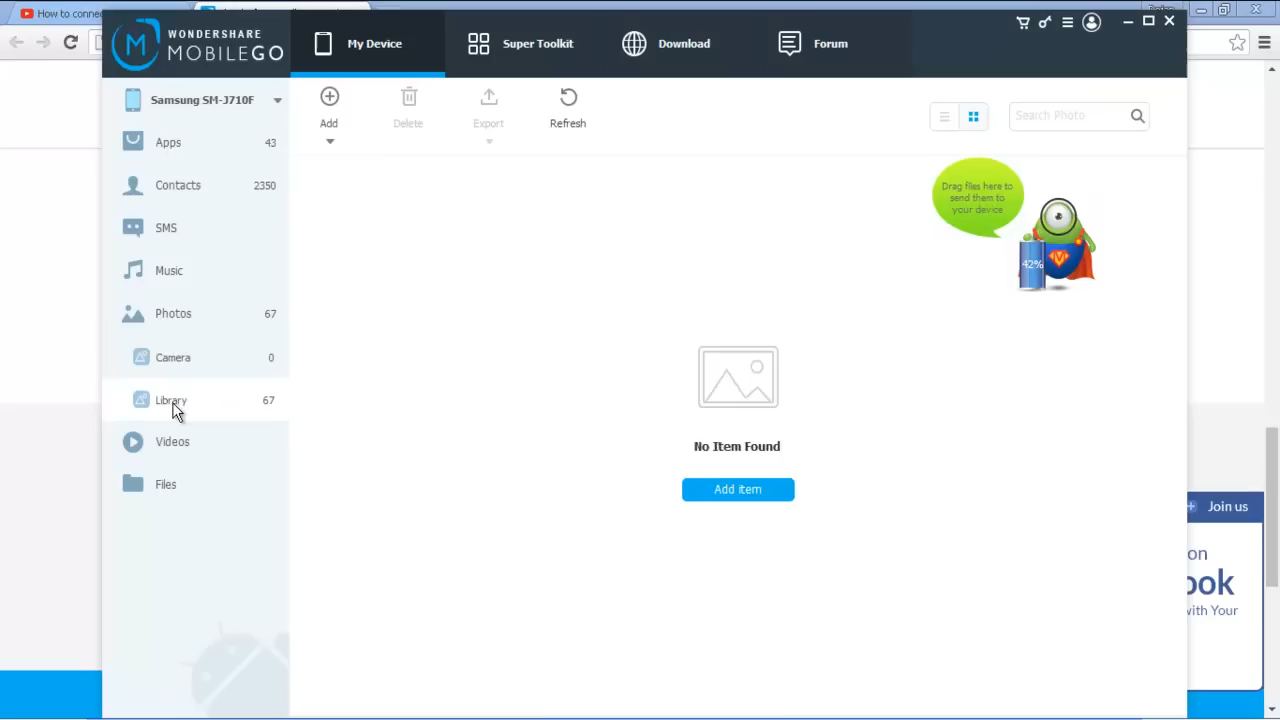 How to connect
WONDERSHARE
MOBILEGO
My Device
Super Toolkit
Download
Forum
Samsung SM-J710F
Apps 43
Contacts 2350
SMS
Music
Photos 67
Camera 0
Library 67
Videos
Files
Add
Delete
Export
Refresh
Search Photo
Drag files here to
send them to
your device
42%
No Item Found
Add item
+ Join us
on
ook
with Your